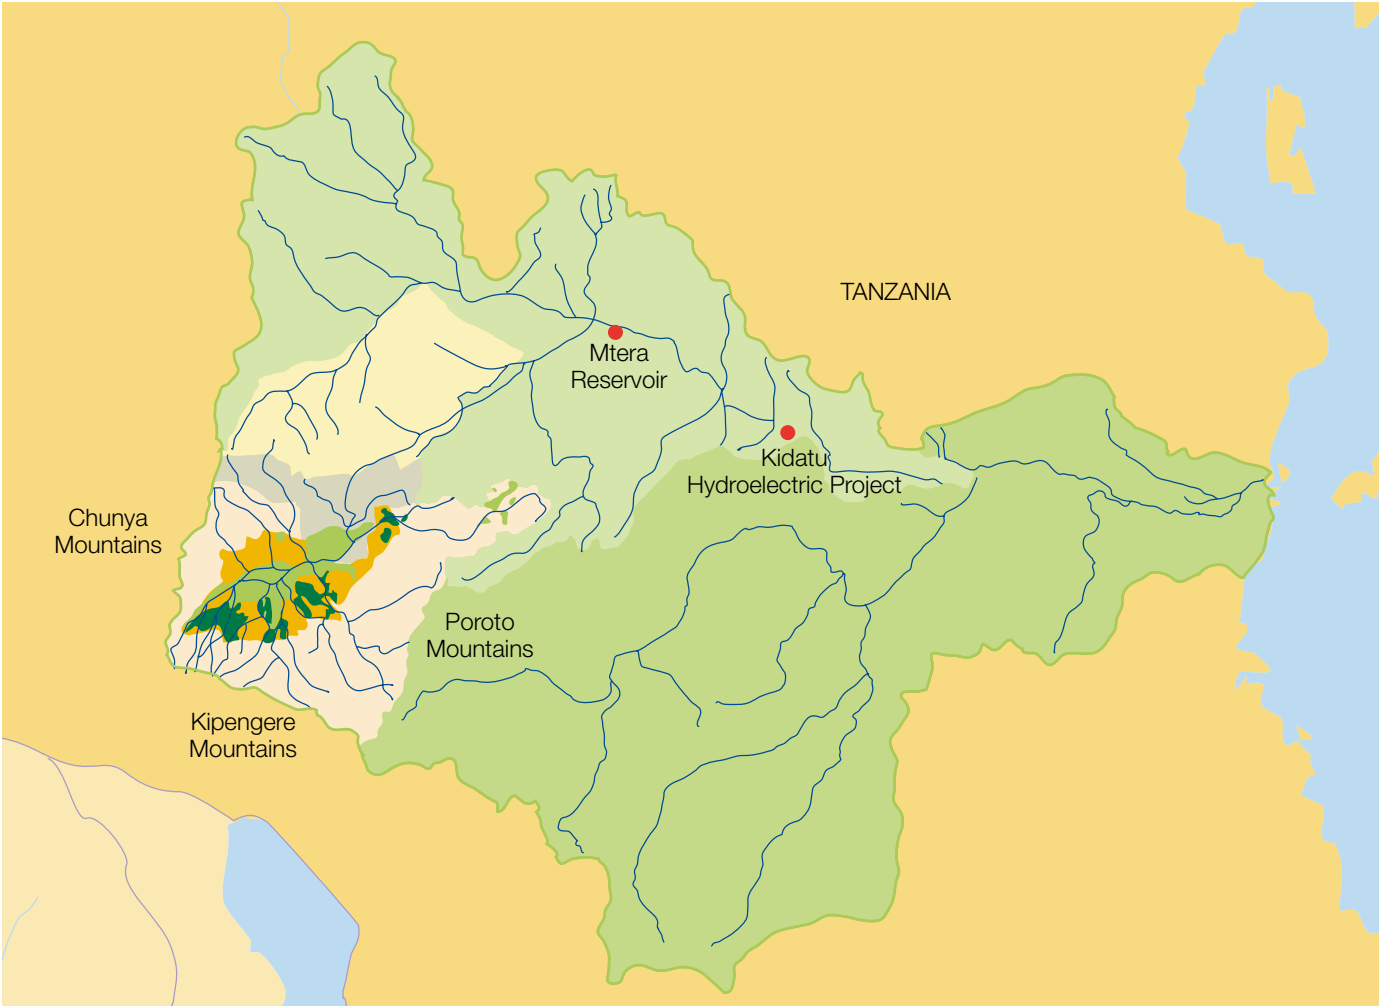 TANZANIA
Mtera
Reservoir
Kidatu
Hydroelectric Project
Chunya
Mountains
Poroto
Mountains
Kipengere
Mountains